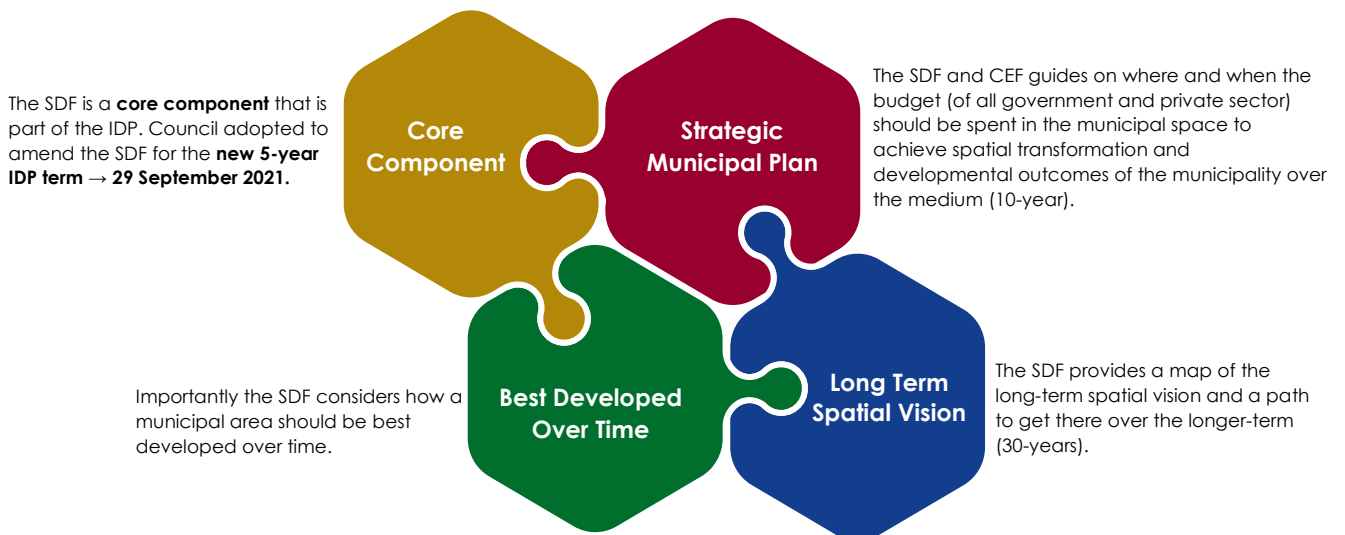 The SDF is a core component that is
part of the IDP. Council adopted to
amend the SDF for the new 5-year
IDP term → 29 September 2021.
Core
Component
Strategic
Municipal Plan
The SDF and CEF guides on where and when the
budget (of all government and private sector)
should be spent in the municipal space to
achieve spatial transformation and
developmental outcomes of the municipality over
the medium (10-year).
Importantly the SDF considers how a
municipal area should be best
developed over time.
Best Developed
Over Time
Long Term
Spatial Vision
The SDF provides a map of the
long-term spatial vision and a path
to get there over the longer-term
(30-years).